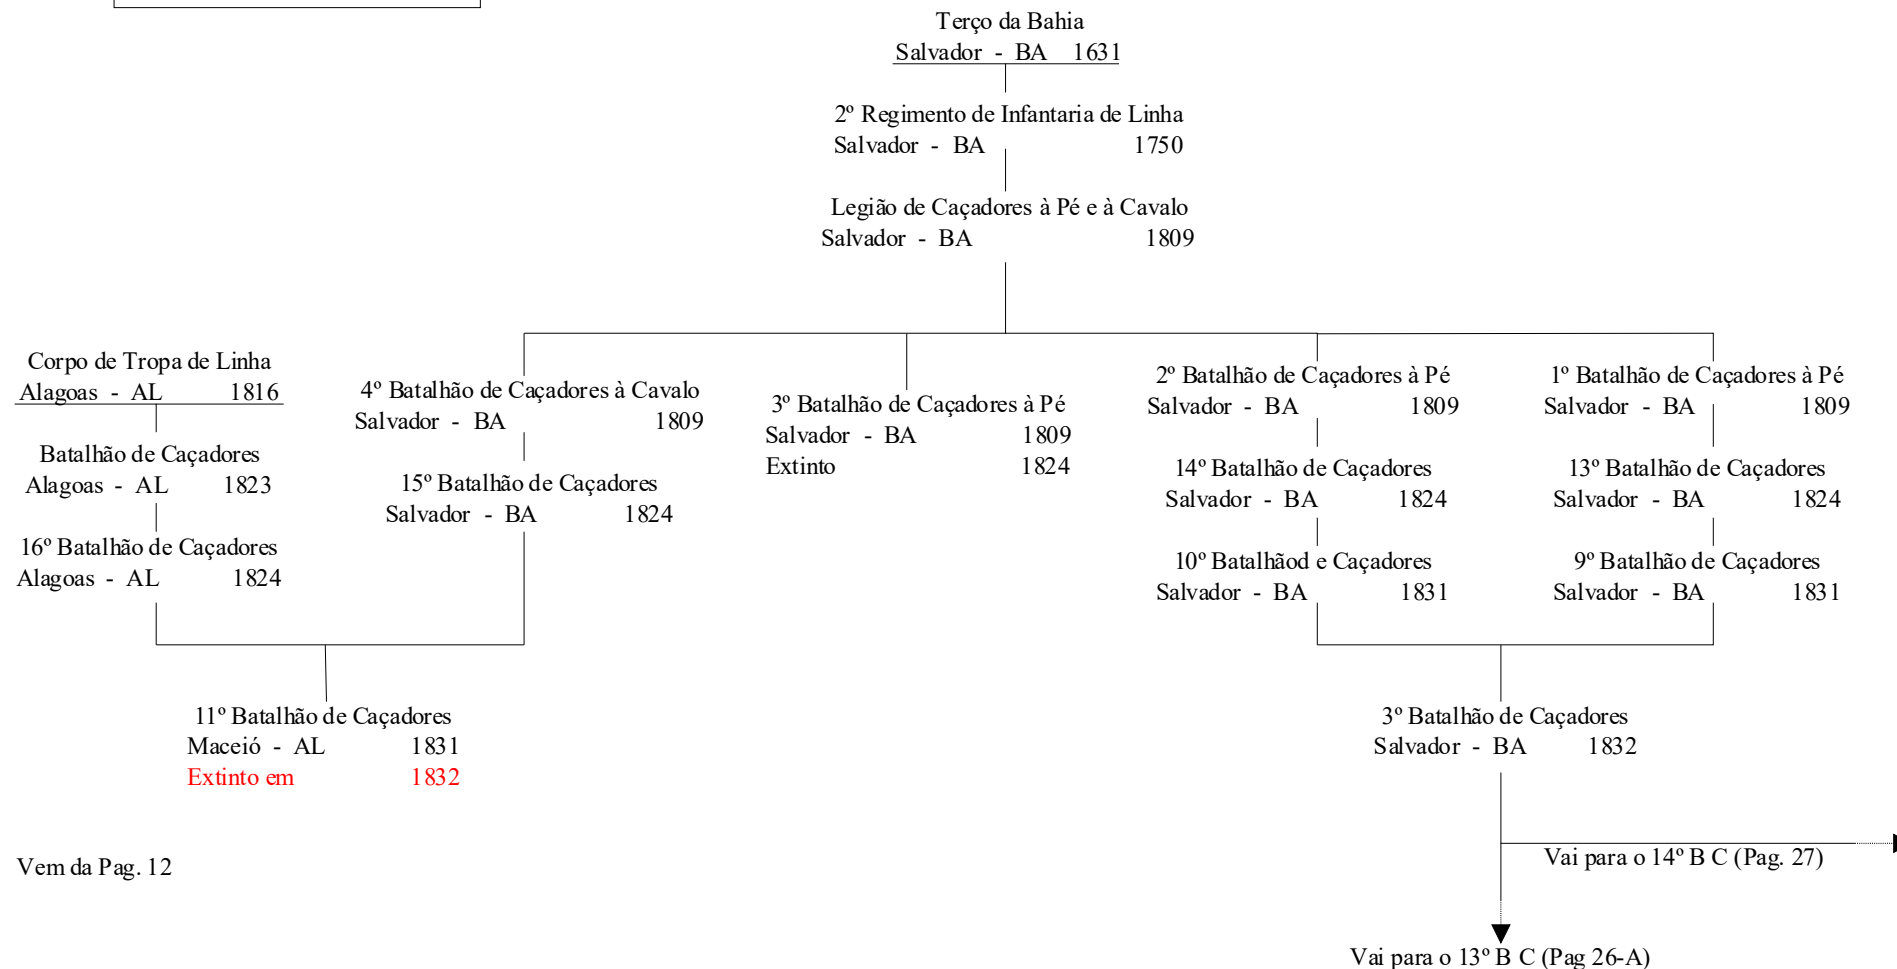 Terço da Bahia
Salvador - BA 1631
2º Regimento de Infantaria de Linha
Salvador - BA 1750
Legião de Caçadores à Pé e à Cavalo
Salvador - BA 1809
Corpo de Tropa de Linha
Alagoas - AL 1816
Batalhão de Caçadores
Alagoas - AL 1823
16º Batalhão de Caçadores
Alagoas - AL 1824
4º Batalhão de Caçadores à Cavalo
Salvador - BA 1809
15º Batalhão de Caçadores
Salvador - BA 1824
3º Batalhão de Caçadores à Pé
Salvador - BA 1809
Extinto 1824
2º Batalhão de Caçadores à Pé
Salvador - BA 1809
14º Batalhão de Caçadores
Salvador - BA 1824
10º Batalhãod e Caçadores
Salvador - BA 1831
1º Batalhão de Caçadores à Pé
Salvador - BA 1809
13º Batalhão de Caçadores
Salvador - BA 1824
9º Batalhão de Caçadores
Salvador - BA 1831
11º Batalhão de Caçadores
Maceió - AL 1831
Extinto em 1832
3º Batalhão de Caçadores
Salvador - BA 1832
Vem da Pag. 12
Vai para o 14º B C (Pag. 27)
Vai para o 13º B C (Pag 26-A)